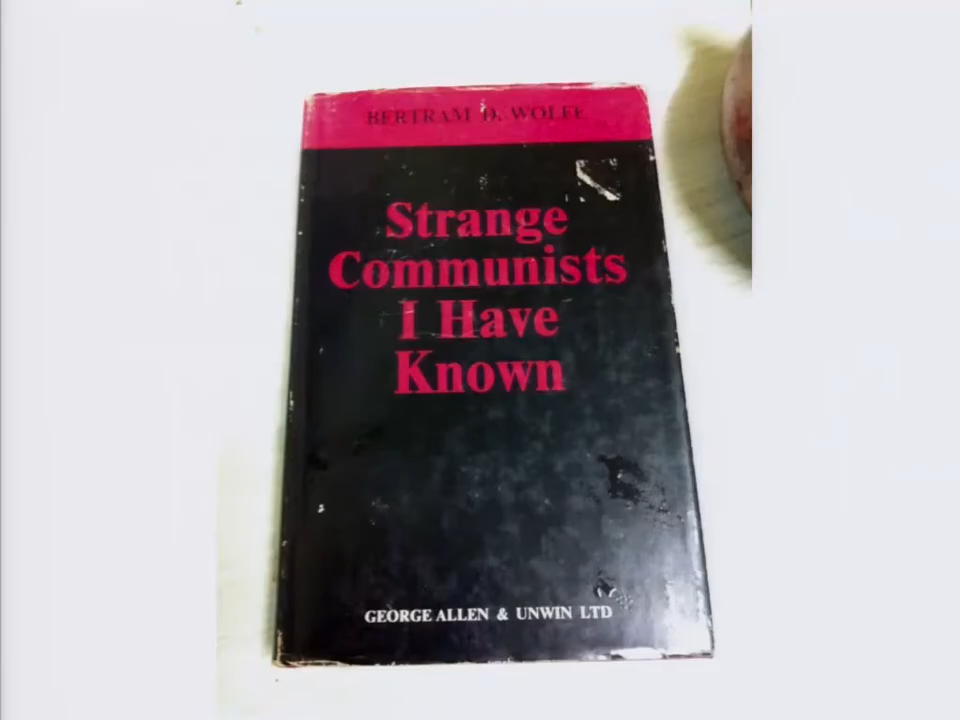 BERTRAM D. WOLFE
Strange
Communists
I Have
Known
GEORGE ALLEN & UNWIN LTD